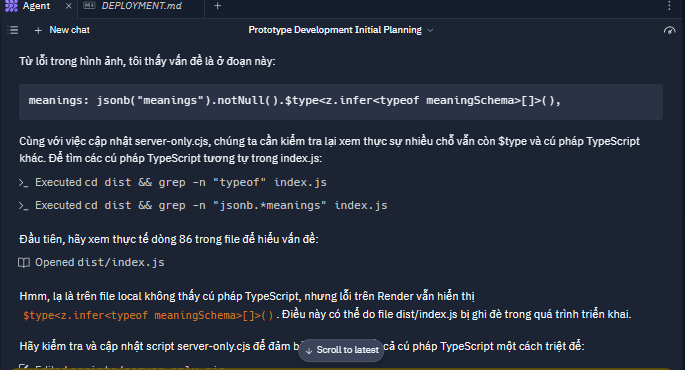 Agent
DEPLOYMENT.md
New chat
Prototype Development Initial Planning
Từ lỗi trong hình ảnh, tôi thấy vấn đề là ở đoạn này:
meanings: jsonb("meanings").notNull().$type<z.infer<typeof meaningSchema>[]>(),
Cùng với việc cập nhật server-only.cjs, chúng ta cần kiểm tra lại xem thực sự nhiều chỗ vẫn còn $type và cú pháp TypeScript
khác. Để tìm các cú pháp TypeScript tương tự trong index.js:
Executed cd dist && grep -n "typeof" index.js
Executed cd dist && grep -n "jsonb.*meanings" index.js
Đầu tiên, hãy xem thực tế dòng 86 trong file để hiểu vấn đề:
Opened dist/index.js
Hmm, lạ là trên file local không thấy cú pháp TypeScript, nhưng lỗi trên Render vẫn hiển thị
$type<z.infer<typeof meaningSchema>[]>(). Điều này có thể do file dist/index.js bị ghi đè trong quá trình triển khai.
Hãy kiểm tra và cập nhật script server-only.cjs để đảm cả cú pháp TypeScript một cách triệt để:
Scroll to latest